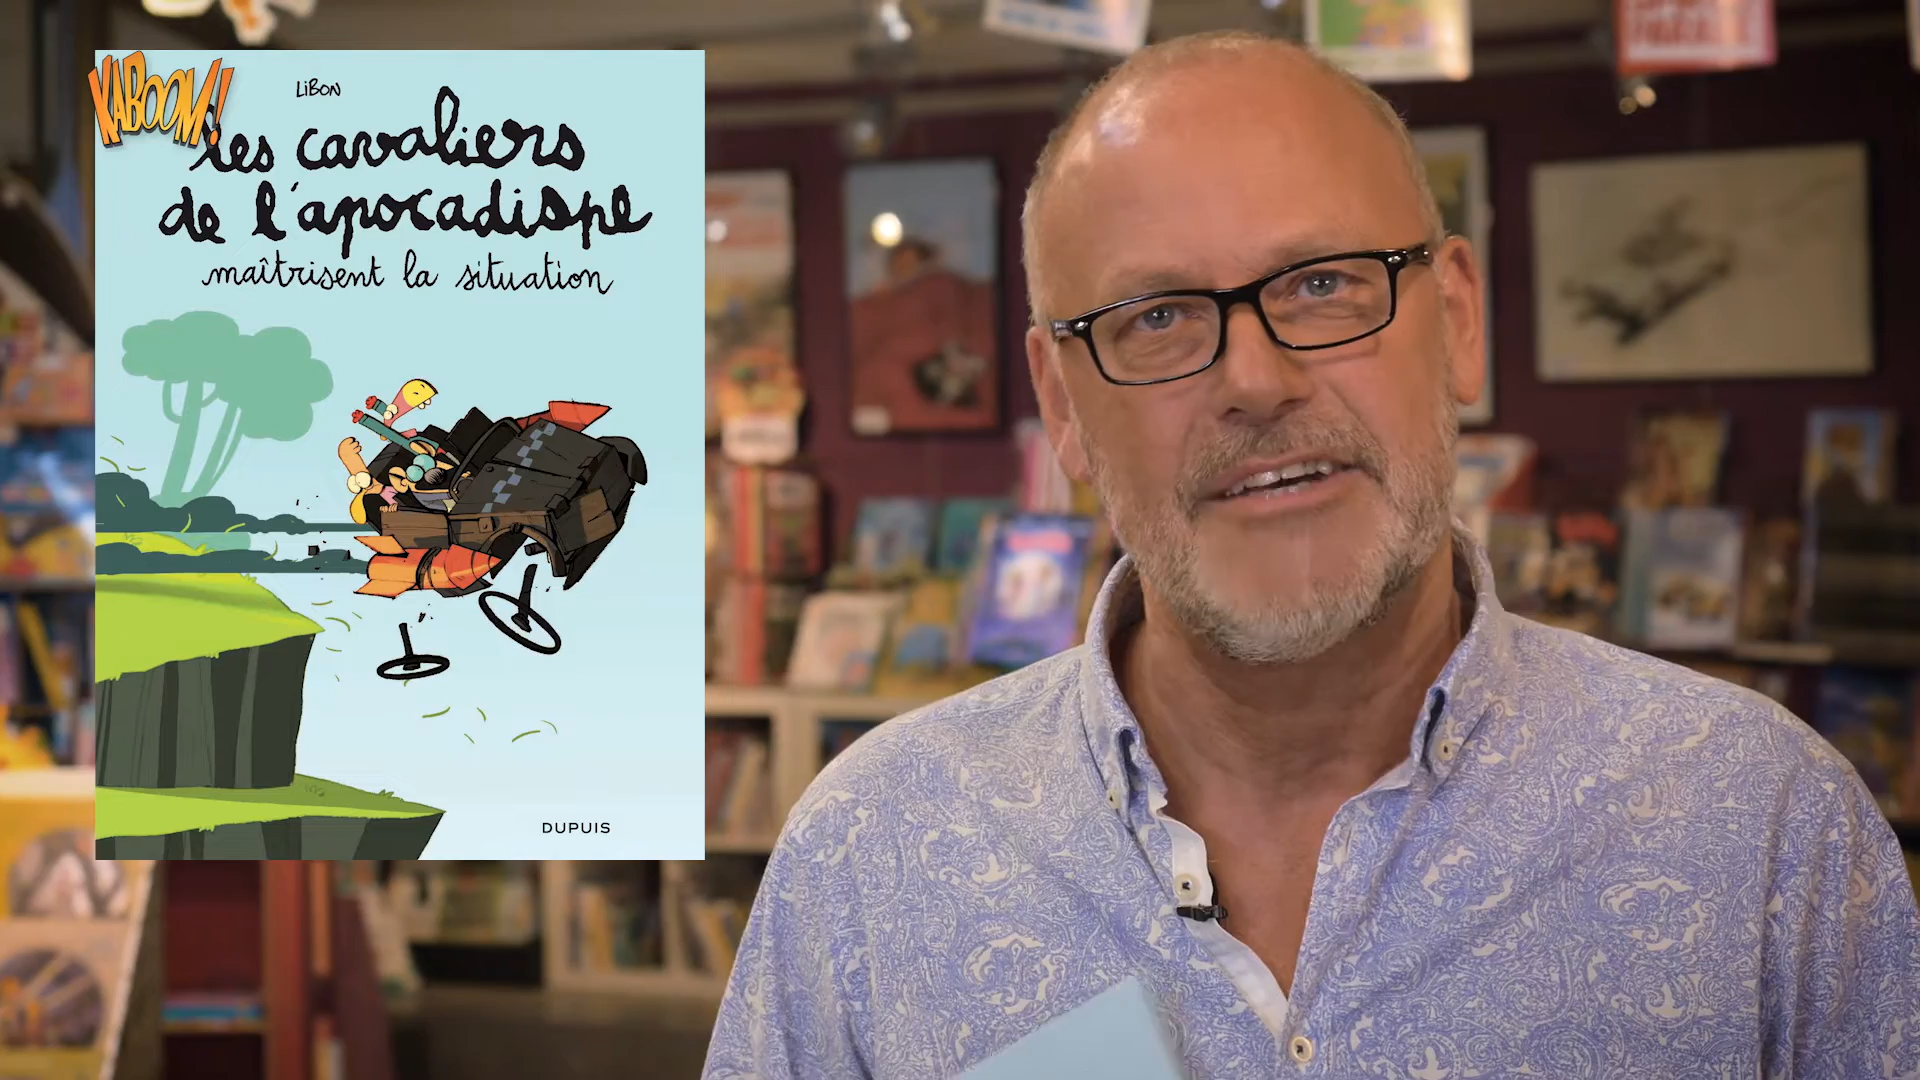 KABOOM!
LiBON
les cavaliers
de l'apocadispe
maîtrisent la situation
DUPUIS